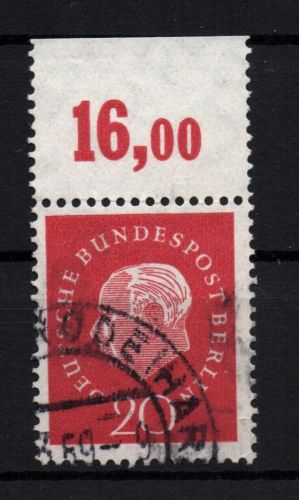 16,00
DEUTSCHE BUNDESPOST BERLIN
20